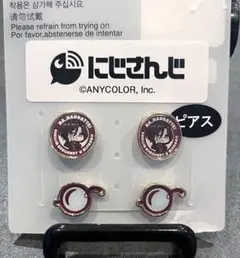 착용은 삼가해 주십시오
请勿试戴
Please refrain from trying on
Por favor, abstenerse de intentar
にじさんじ
©ANYCOLOR, Inc.
ピアス